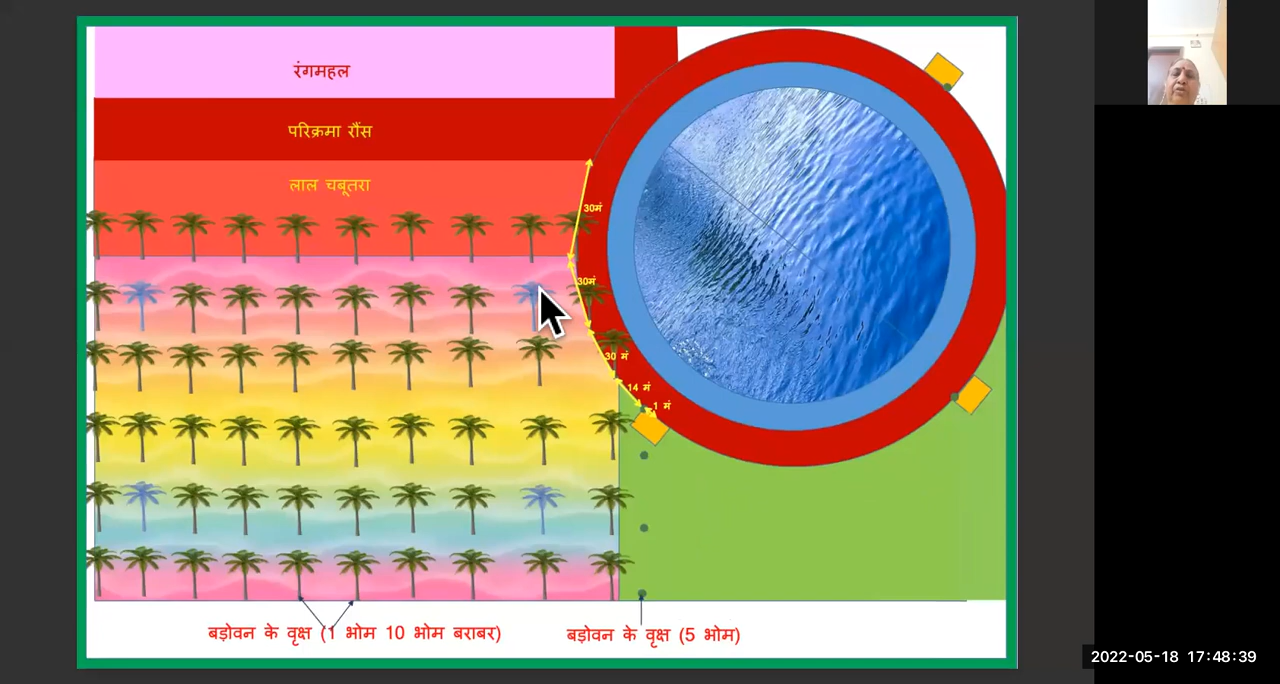 रंगमहल
परिक्रमा रौंस
लाल चबूतरा
30मं
30मं
30 मं
14 मं
1 मं
बड़ोवन के वृक्ष (1 भोम 10 भोम बराबर)
बड़ोवन के वृक्ष (5 भोम)
2022-05-18 17:48:39